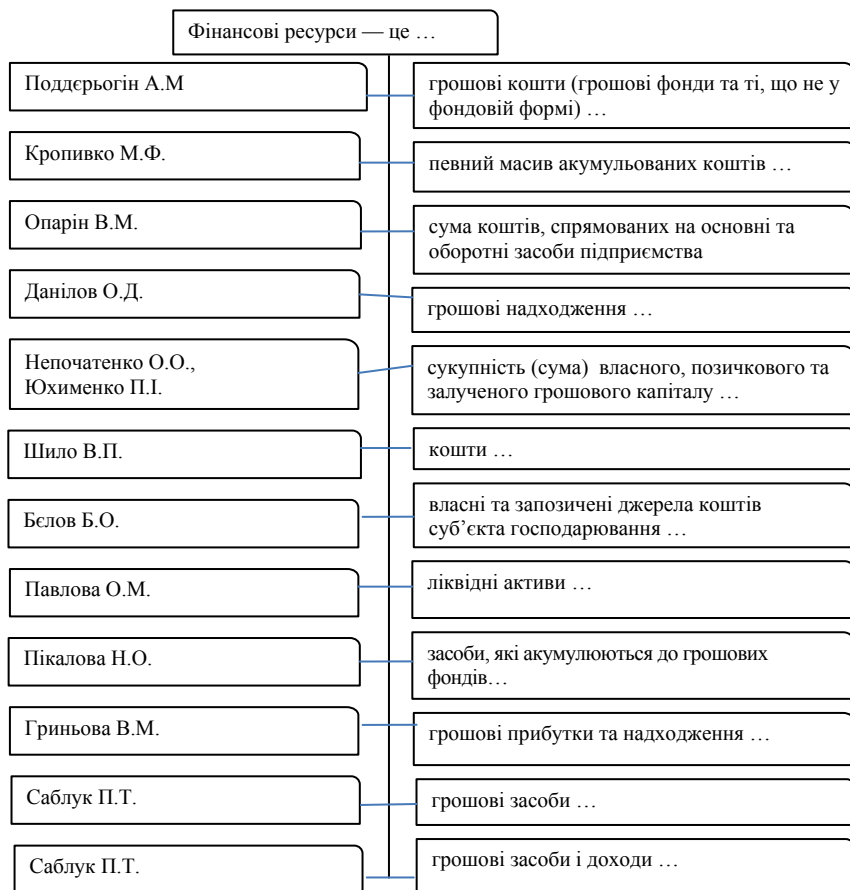 Фінансові ресурси — це …
Поддєрьогін А.М
грошові кошти (грошові фонди та ті, що не у
фондовій формі) …
Кропивко М.Ф.
певний масив акумульованих коштів …
Опарін В.М.
сума коштів, спрямованих на основні та
оборотні засоби підприємства
Данілов О.Д.
грошові надходження …
Непочатенко О.О.,
Юхименко П.І.
сукупність (сума) власного, позичкового та
залученого грошового капіталу …
Шило В.П.
кошти …
Бєлов Б.О.
власні та запозичені джерела коштів
суб’єкта господарювання …
Павлова О.М.
ліквідні активи …
Пікалова Н.О.
засоби, які акумулюються до грошових
фондів…
Гриньова В.М.
грошові прибутки та надходження …
Саблук П.Т.
грошові засоби …
Саблук П.Т.
грошові засоби і доходи …